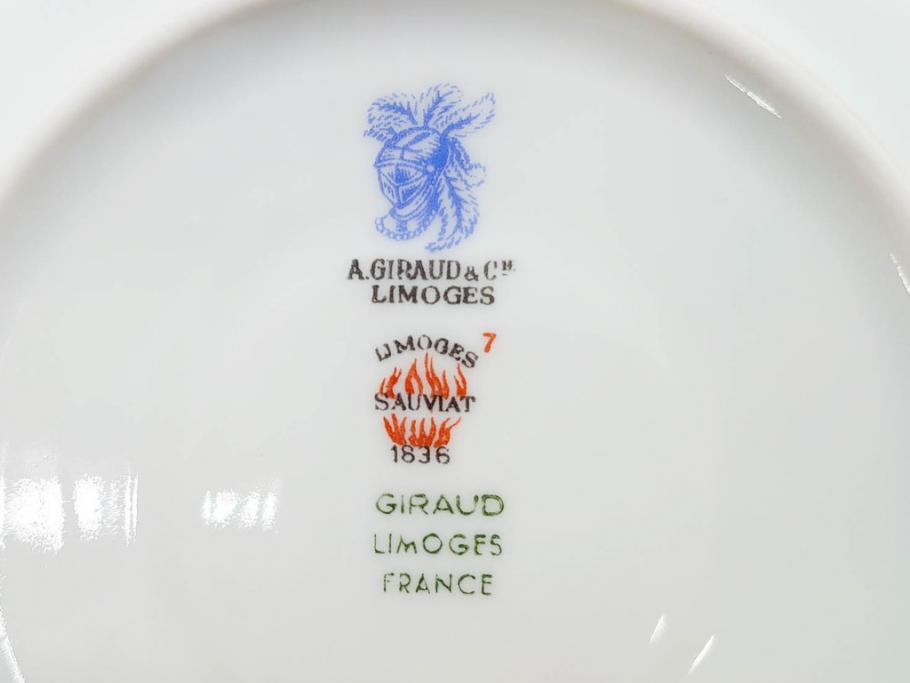 A.GIRAUD & CIE
LIMOGES
LIMOGES 7
SAUVIAT
1836
GIRAUD
LIMOGES
FRANCE